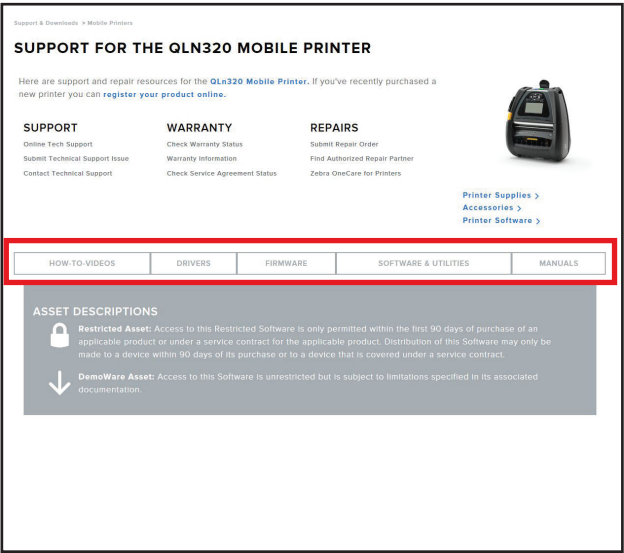 Support & Downloads > Mobile Printers
SUPPORT FOR THE QLN320 MOBILE PRINTER
Here are support and repair resources for the QLn320 Mobile Printer. If you've recently purchased a
new printer you can register your product online.
SUPPORT
Online Tech Support
Submit Technical Support Issue
Contact Technical Support
WARRANTY
Check Warranty Status
Warranty Information
Check Service Agreement Status
REPAIRS
Submit Repair Order
Find Authorized Repair Partner
Zebra OneCare for Printers
Printer Supplies >
Accessories >
Printer Software >
HOW-TO-VIDEOS
DRIVERS
FIRMWARE
SOFTWARE & UTILITIES
MANUALS
ASSET DESCRIPTIONS
Restricted Asset: Access to this Restricted Software is only permitted within the first 90 days of purchase of an
applicable product or under a service contract for the applicable product. Distribution of this Software may only be
made to a device within 90 days of its purchase or to a device that is covered under a service contract.
DemoWare Asset: Access to this Software is unrestricted but is subject to limitations specified in its associated
documentation.